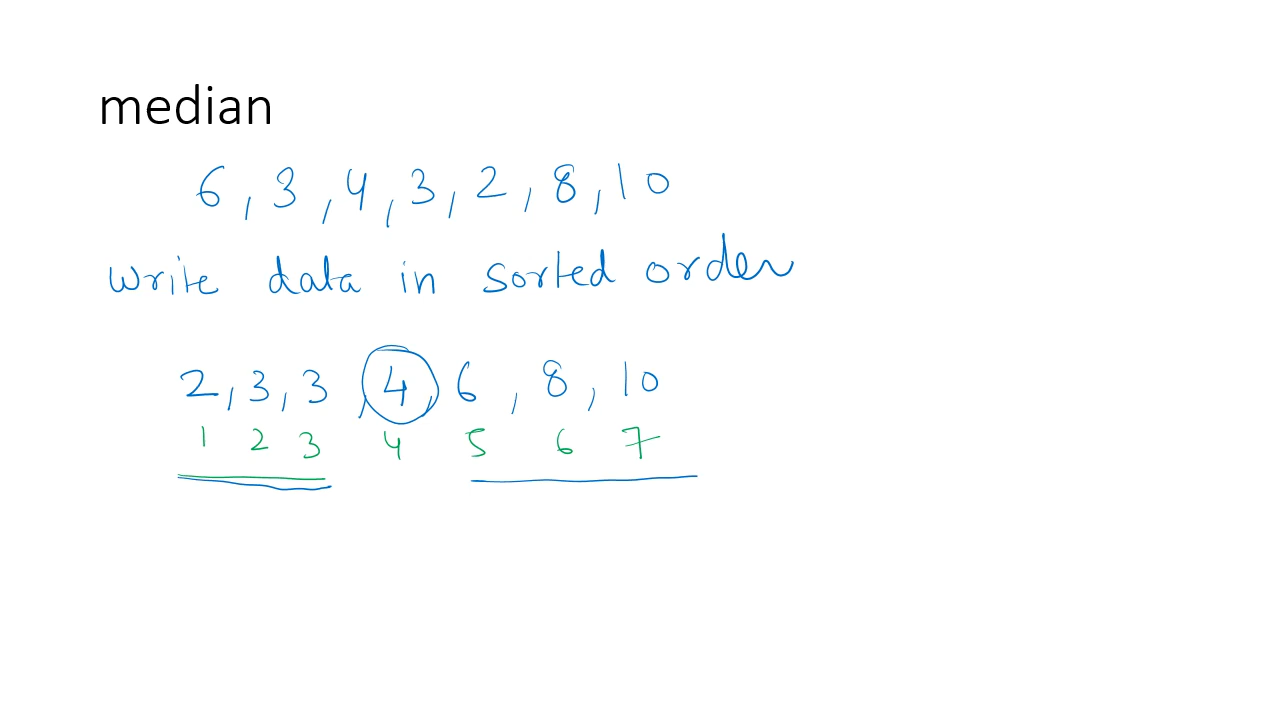 median
6, 3, 4, 3, 2, 8, 10
Write data in sorted order
2, 3, 3, 4, 6, 8, 10
1 2 3 4 5 6 7